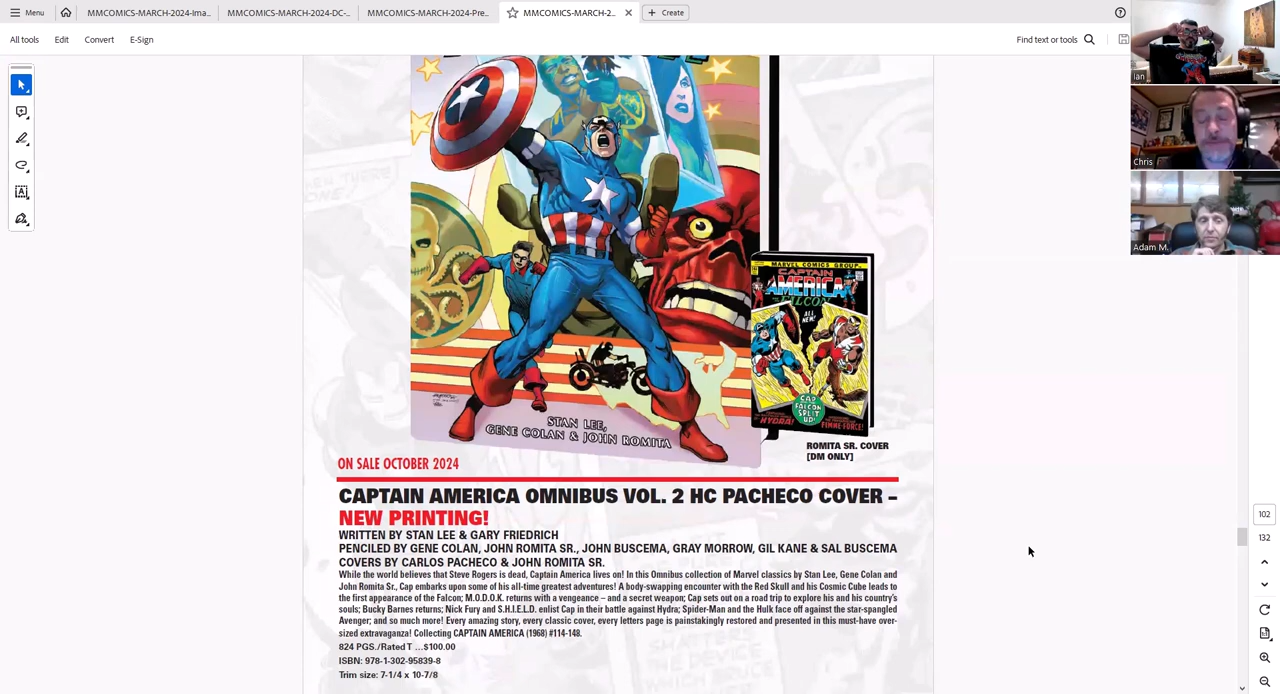 Menu
MMCOMICS-MARCH-2024-Ima...
MMCOMICS-MARCH-2024-DC-...
MMCOMICS-MARCH-2024-Pre...
MMCOMICS-MARCH-2...
Create
All tools
Edit
Convert
E-Sign
Find text or tools
Ian
Chris
Adam M.
STAN LEE,
GENE COLAN & JOHN ROMITA
MARVEL COMICS GROUP
CAPTAIN
AMERICA
FALCON
ALL
NEW!
CAP
FALCON
SPLIT
UP!
HYDRA!
FEMME FORCE!
ROMITA SR. COVER
[DM ONLY]
ON SALE OCTOBER 2024
CAPTAIN AMERICA OMNIBUS VOL. 2 HC PACHECO COVER –
NEW PRINTING!
WRITTEN BY STAN LEE & GARY FRIEDRICH
PENCILED BY GENE COLAN, JOHN ROMITA SR., JOHN BUSCEMA, GRAY MORROW, GIL KANE & SAL BUSCEMA
COVERS BY CARLOS PACHECO & JOHN ROMITA SR.
While the world believes that Steve Rogers is dead, Captain America lives on! In this Omnibus collection of Marvel classics by Stan Lee, Gene Colan and
John Romita Sr., Cap embarks upon some of his all-time greatest adventures! A body-swapping encounter with the Red Skull and his Cosmic Cube leads to
the first appearance of the Falcon; M.O.D.O.K. returns with a vengeance – and a secret weapon; Cap sets out on a road trip to explore his and his country's
souls; Bucky Barnes returns; Nick Fury and S.H.I.E.L.D. enlist Cap in their battle against Hydra; Spider-Man and the Hulk face off against the star-spangled
Avenger; and so much more! Every amazing story, every classic cover, every letters page is painstakingly restored and presented in this must-have over-
sized extravaganza! Collecting CAPTAIN AMERICA (1968) #114-148.
824 PGS./Rated T ...$100.00
ISBN: 978-1-302-95839-8
Trim size: 7-1/4 x 10-7/8
102
132